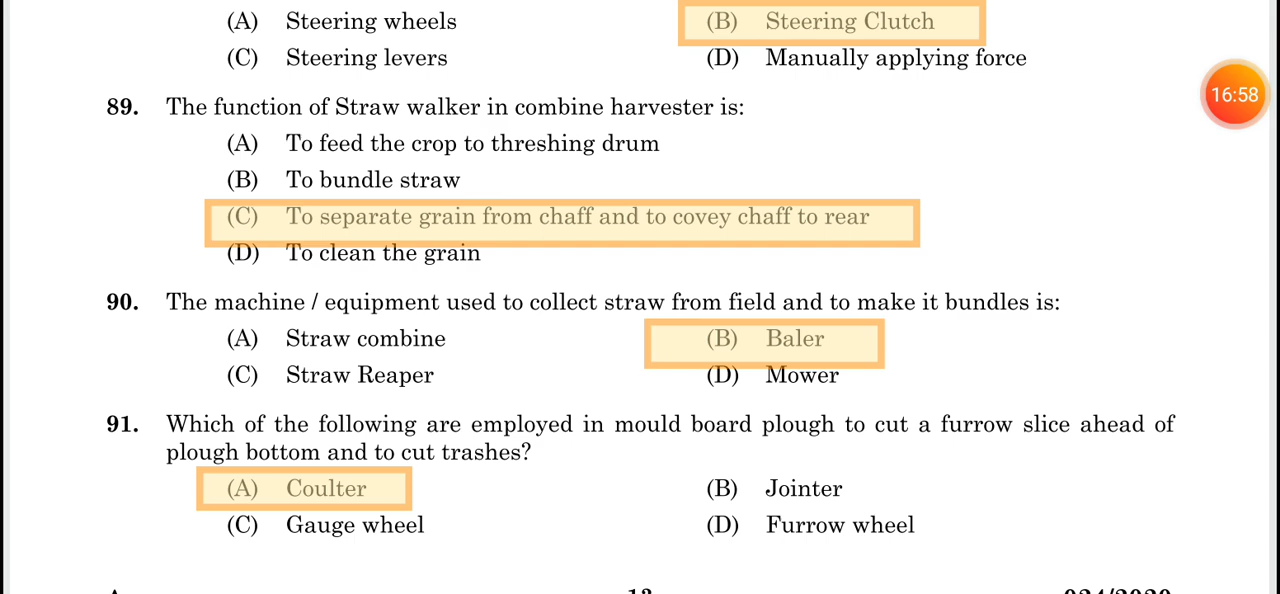 (A) Steering wheels (B) Steering Clutch
(C) Steering levers (D) Manually applying force
16:58
89. The function of Straw walker in combine harvester is:
(A) To feed the crop to threshing drum
(B) To bundle straw
(C) To separate grain from chaff and to covey chaff to rear
(D) To clean the grain
90. The machine / equipment used to collect straw from field and to make it bundles is:
(A) Straw combine (B) Baler
(C) Straw Reaper (D) Mower
91. Which of the following are employed in mould board plough to cut a furrow slice ahead of
plough bottom and to cut trashes?
(A) Coulter (B) Jointer
(C) Gauge wheel (D) Furrow wheel